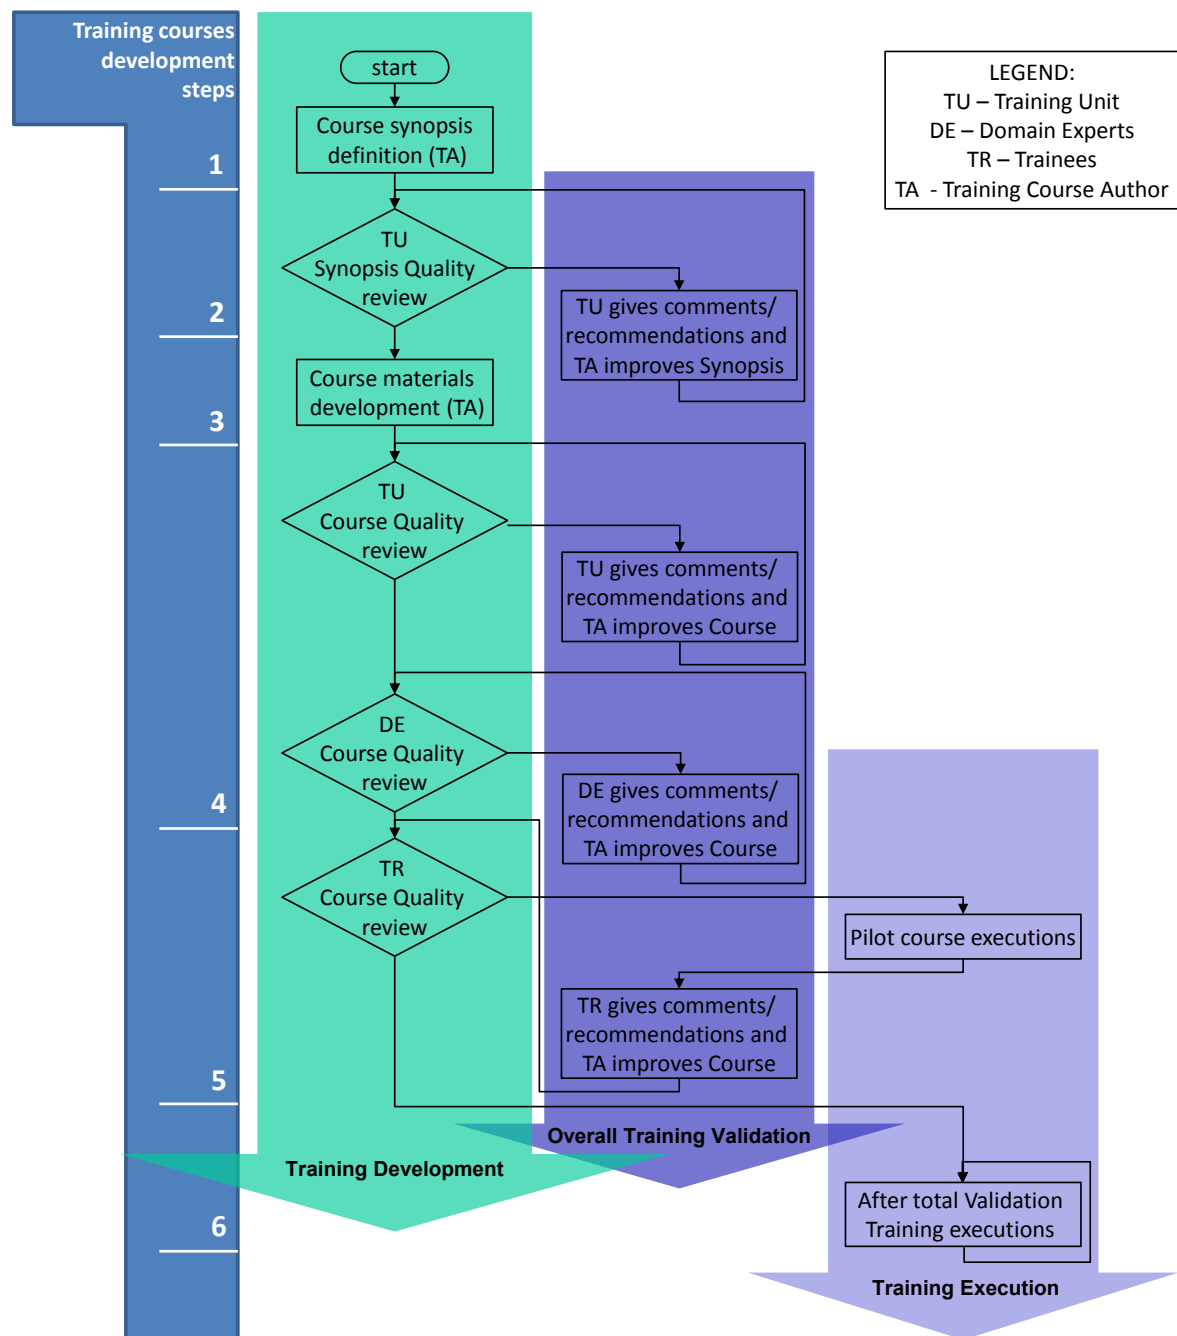 Training courses
development
steps
start
Course synopsis
definition (TA)
LEGEND:
TU – Training Unit
DE – Domain Experts
TR – Trainees
TA - Training Course Author
1
TU
Synopsis Quality
review
TU gives comments/
recommendations and
TA improves Synopsis
2
Course materials
development (TA)
3
TU
Course Quality
review
TU gives comments/
recommendations and
TA improves Course
DE
Course Quality
review
DE gives comments/
recommendations and
TA improves Course
4
TR
Course Quality
review
Pilot course executions
TR gives comments/
recommendations and
TA improves Course
5
Overall Training Validation
Training Development
After total Validation
Training executions
6
Training Execution